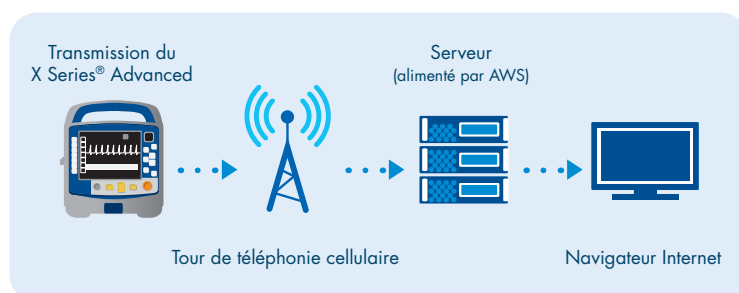 Transmission du
X Series® Advanced
Serveur
(alimenté par AWS)
Tour de téléphonie cellulaire
Navigateur Internet